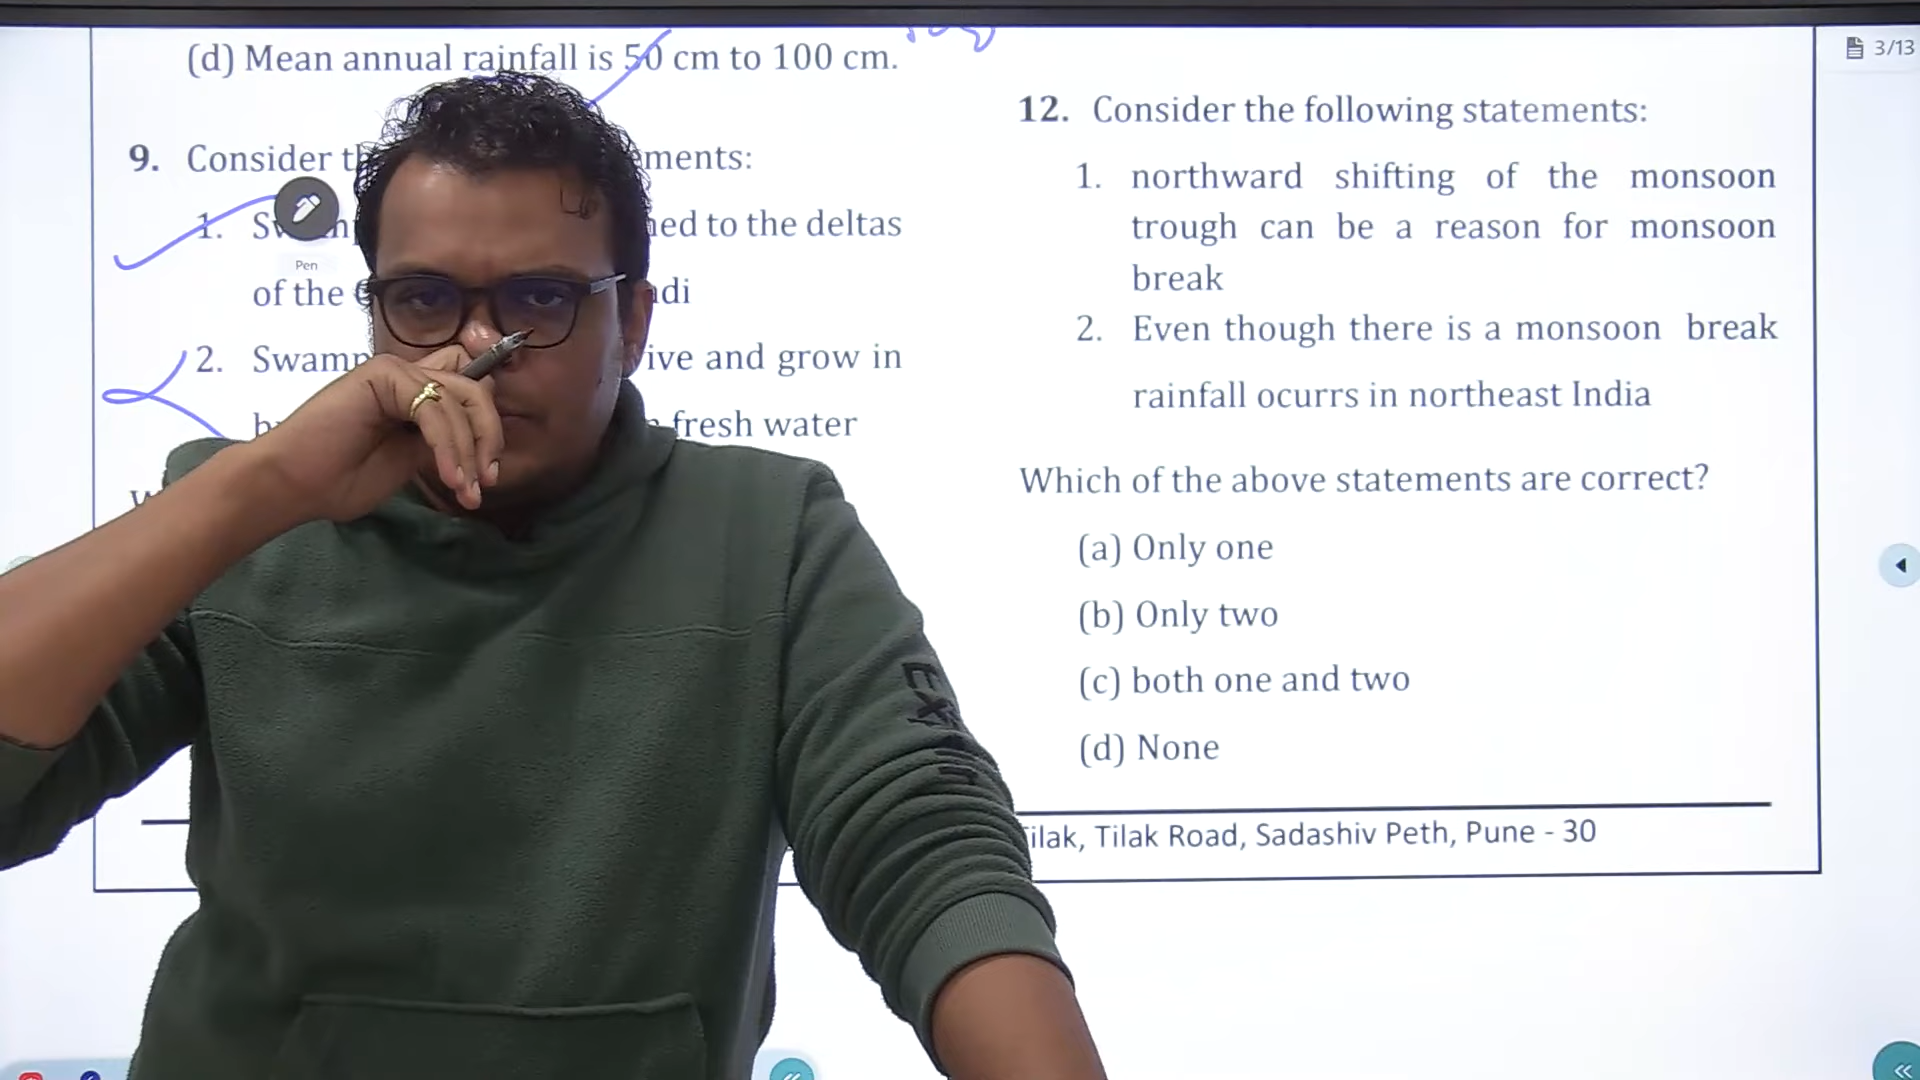 (d) Mean annual rainfall is 50 cm to 100 cm.
9. Consider
1.
ned to the deltas
of the
2. Swamp
ive and grow in
fresh water
Pen
12. Consider the following statements:
1. northward shifting of the monsoon
trough can be a reason for monsoon
break
2. Even though there is a monsoon break
rainfall ocurrs in northeast India
Which of the above statements are correct?
(a) Only one
(b) Only two
(c) both one and two
(d) None
Tilak, Tilak Road, Sadashiv Peth, Pune - 30
3/13